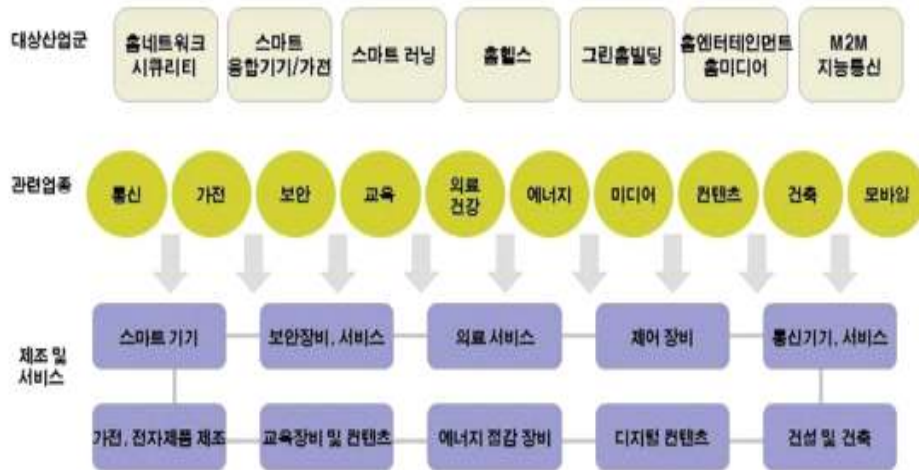 대상산업군
홈네트워크
시큐리티
스마트
융합기기/가전
스마트 러닝
홈헬스
그린홈빌딩
홈엔터테인먼트
홈미디어
M2M
지능통신
관련업종
통신
가전
보안
교육
의료
건강
에너지
미디어
컨텐츠
건축
모바일
제조 및
서비스
스마트 기기
보안장비, 서비스
의료 서비스
제어 장비
통신기기, 서비스
가전, 전자제품 제조
교육장비 및 컨텐츠
에너지 절감 장비
디지털 컨텐츠
건설 및 건축